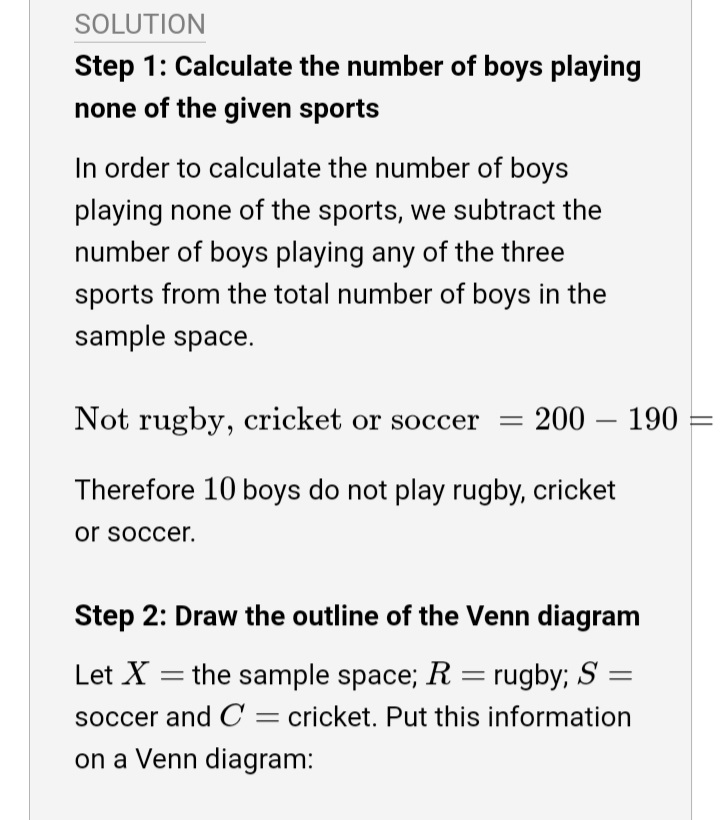 SOLUTION
Step 1: Calculate the number of boys playing
none of the given sports
In order to calculate the number of boys
playing none of the sports, we subtract the
number of boys playing any of the three
sports from the total number of boys in the
sample space.
Not rugby, cricket or soccer = 200 − 190 =
Therefore 10 boys do not play rugby, cricket
or soccer.
Step 2: Draw the outline of the Venn diagram
Let X = the sample space; R = rugby; S =
soccer and C = cricket. Put this information
on a Venn diagram: